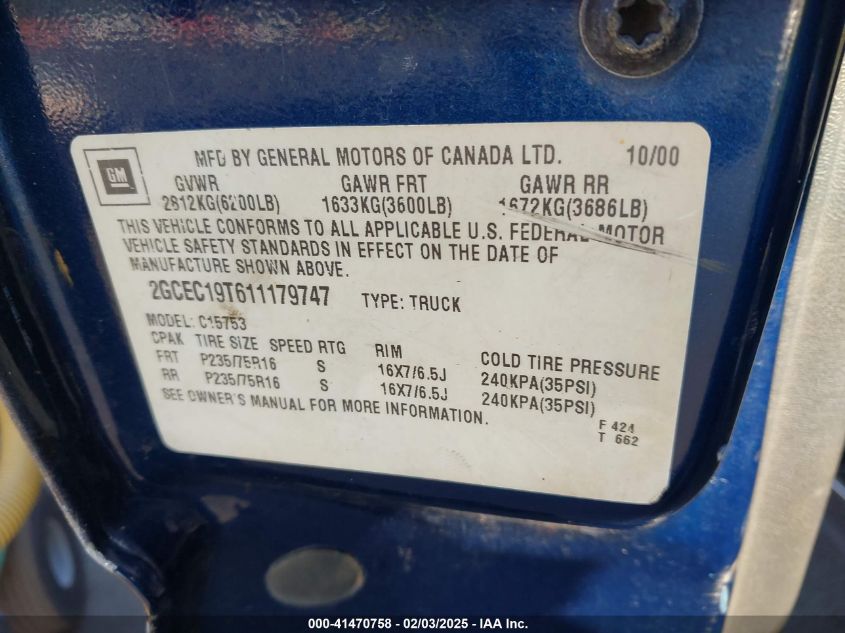 GM
MFD BY GENERAL MOTORS OF CANADA LTD. 10/00
GVWR GAWR FRT GAWR RR
2812KG(6200LB) 1633KG(3600LB) 1672KG(3686LB)
THIS VEHICLE CONFORMS TO ALL APPLICABLE U.S. FEDERAL MOTOR
VEHICLE SAFETY STANDARDS IN EFFECT ON THE DATE OF
MANUFACTURE SHOWN ABOVE.
2GCEC19T611179747 TYPE: TRUCK
MODEL: C15753
CPAK TIRE SIZE SPEED RTG RIM COLD TIRE PRESSURE
FRT P235/75R16 S 16X7/6.5J 240KPA(35PSI)
RR P235/75R16 S 16X7/6.5J 240KPA(35PSI)
SEE OWNER'S MANUAL FOR MORE INFORMATION.
F 424
T 662
000-41470758 - 02/03/2025 - IAA Inc.